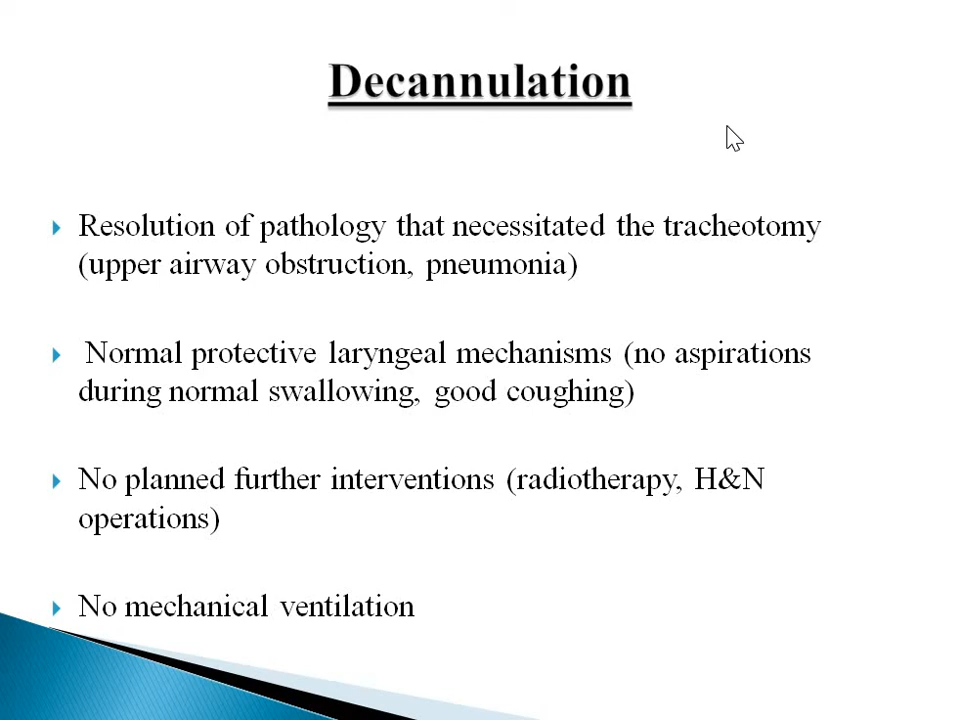 Decannulation
Resolution of pathology that necessitated the tracheotomy
(upper airway obstruction, pneumonia)
Normal protective laryngeal mechanisms (no aspirations
during normal swallowing, good coughing)
No planned further interventions (radiotherapy, H&N
operations)
No mechanical ventilation